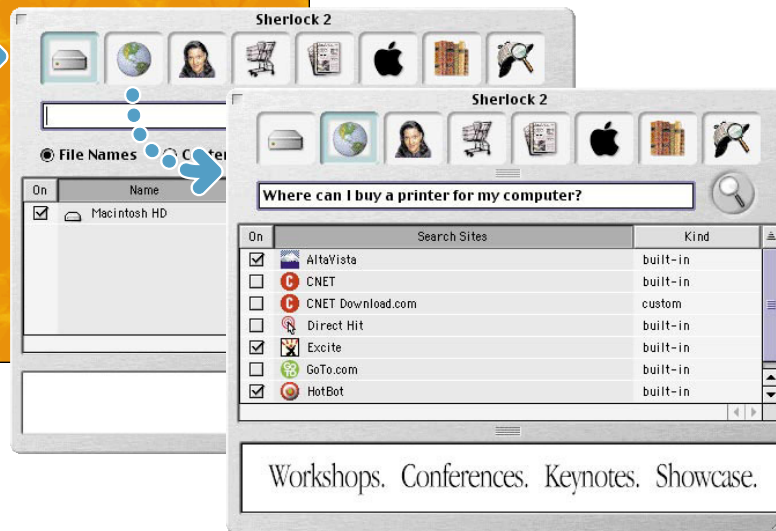 Sherlock 2
File Names
On Name
Macintosh HD
Sherlock 2
Where can I buy a printer for my computer?
On Search Sites Kind
AltaVista built-in
CNET built-in
CNET Download.com custom
Direct Hit built-in
Excite built-in
GoTo.com built-in
HotBot built-in
Workshops. Conferences. Keynotes. Showcase.